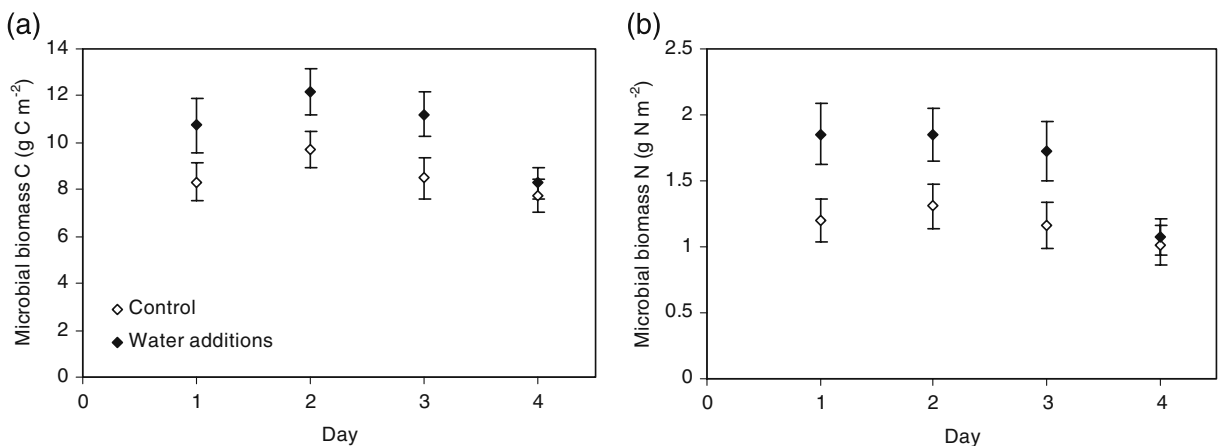 (a)
14
12
10
8
6
4
2
0
Microbial biomass C (g C m-2)
Control
Water additions
0 1 2 3 4
Day
(b)
2.5
2
1.5
1
0.5
0
Microbial biomass N (g N m-2)
0 1 2 3 4
Day